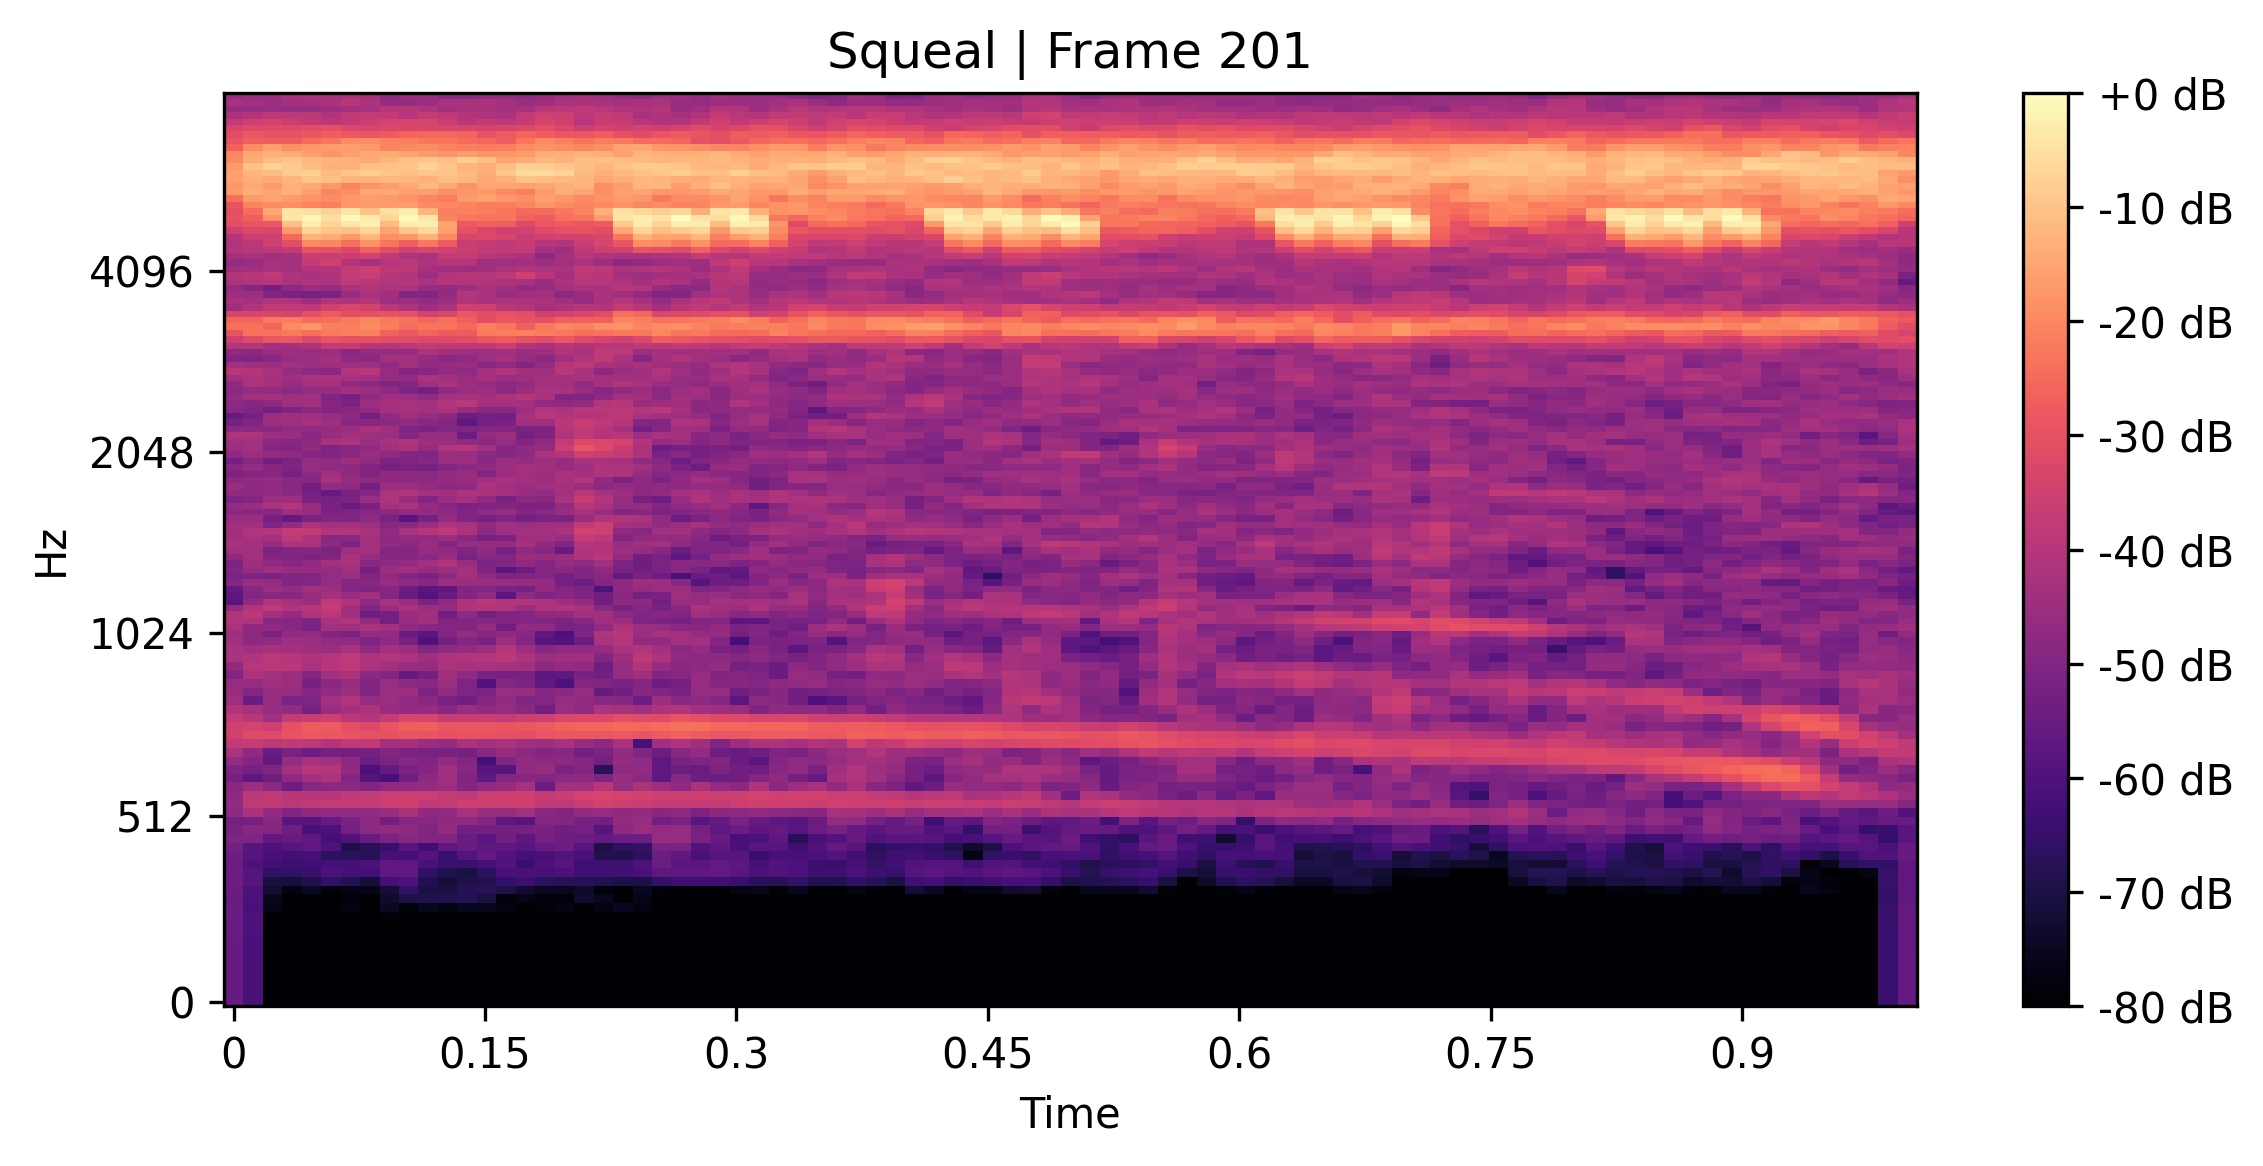 Squeal | Frame 201
+0 dB
-10 dB
-20 dB
-30 dB
-40 dB
-50 dB
-60 dB
-70 dB
-80 dB
Hz
4096
2048
1024
512
0
0 0.15 0.3 0.45 0.6 0.75 0.9
Time